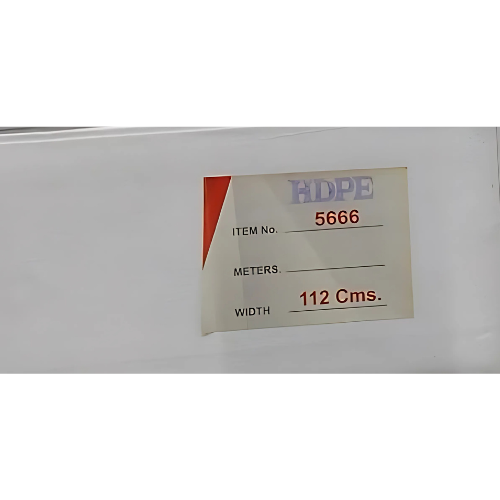 HDPE
ITEM No. 5666
METERS.
WIDTH 112 Cms.